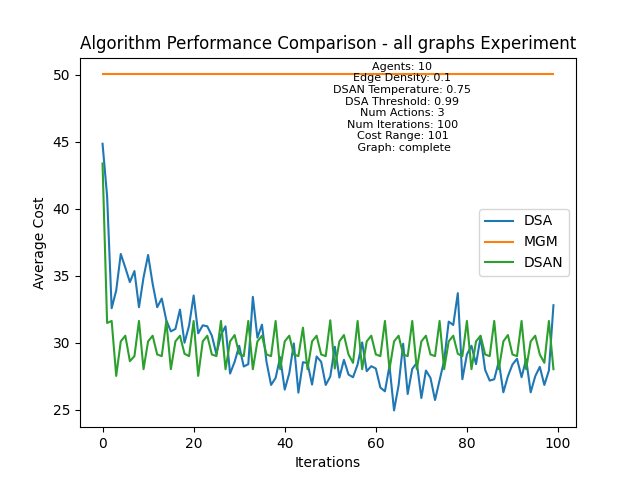 Algorithm Performance Comparison - all graphs Experiment
Agents: 10
Edge Density: 0.1
DSAN Temperature: 0.75
DSA Threshold: 0.99
Num Actions: 3
Num Iterations: 100
Cost Range: 101
Graph: complete
50
45
40
35
30
25
Average Cost
DSA
MGM
DSAN
0
20
40
60
80
100
Iterations